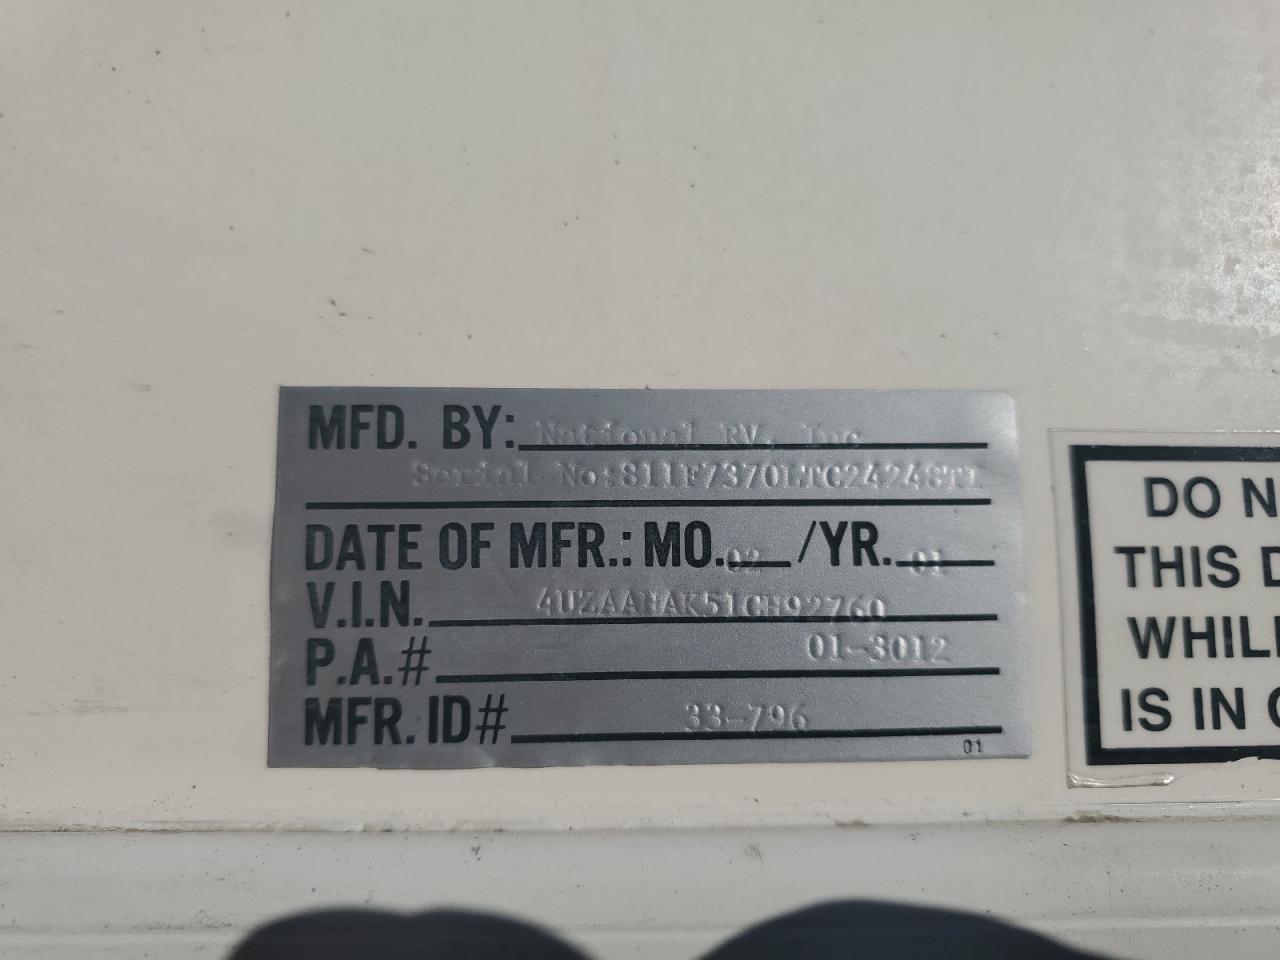 MFD. BY: National RV, Inc
Serial No:811F7370LTC24248TI
DATE OF MFR.: MO. 02 /YR. 01
V.I.N. 4UZAAHAK51CH92760
P.A.# 01-3012
MFR. ID# 33-796
01
DO N
THIS D
WHIL
IS IN